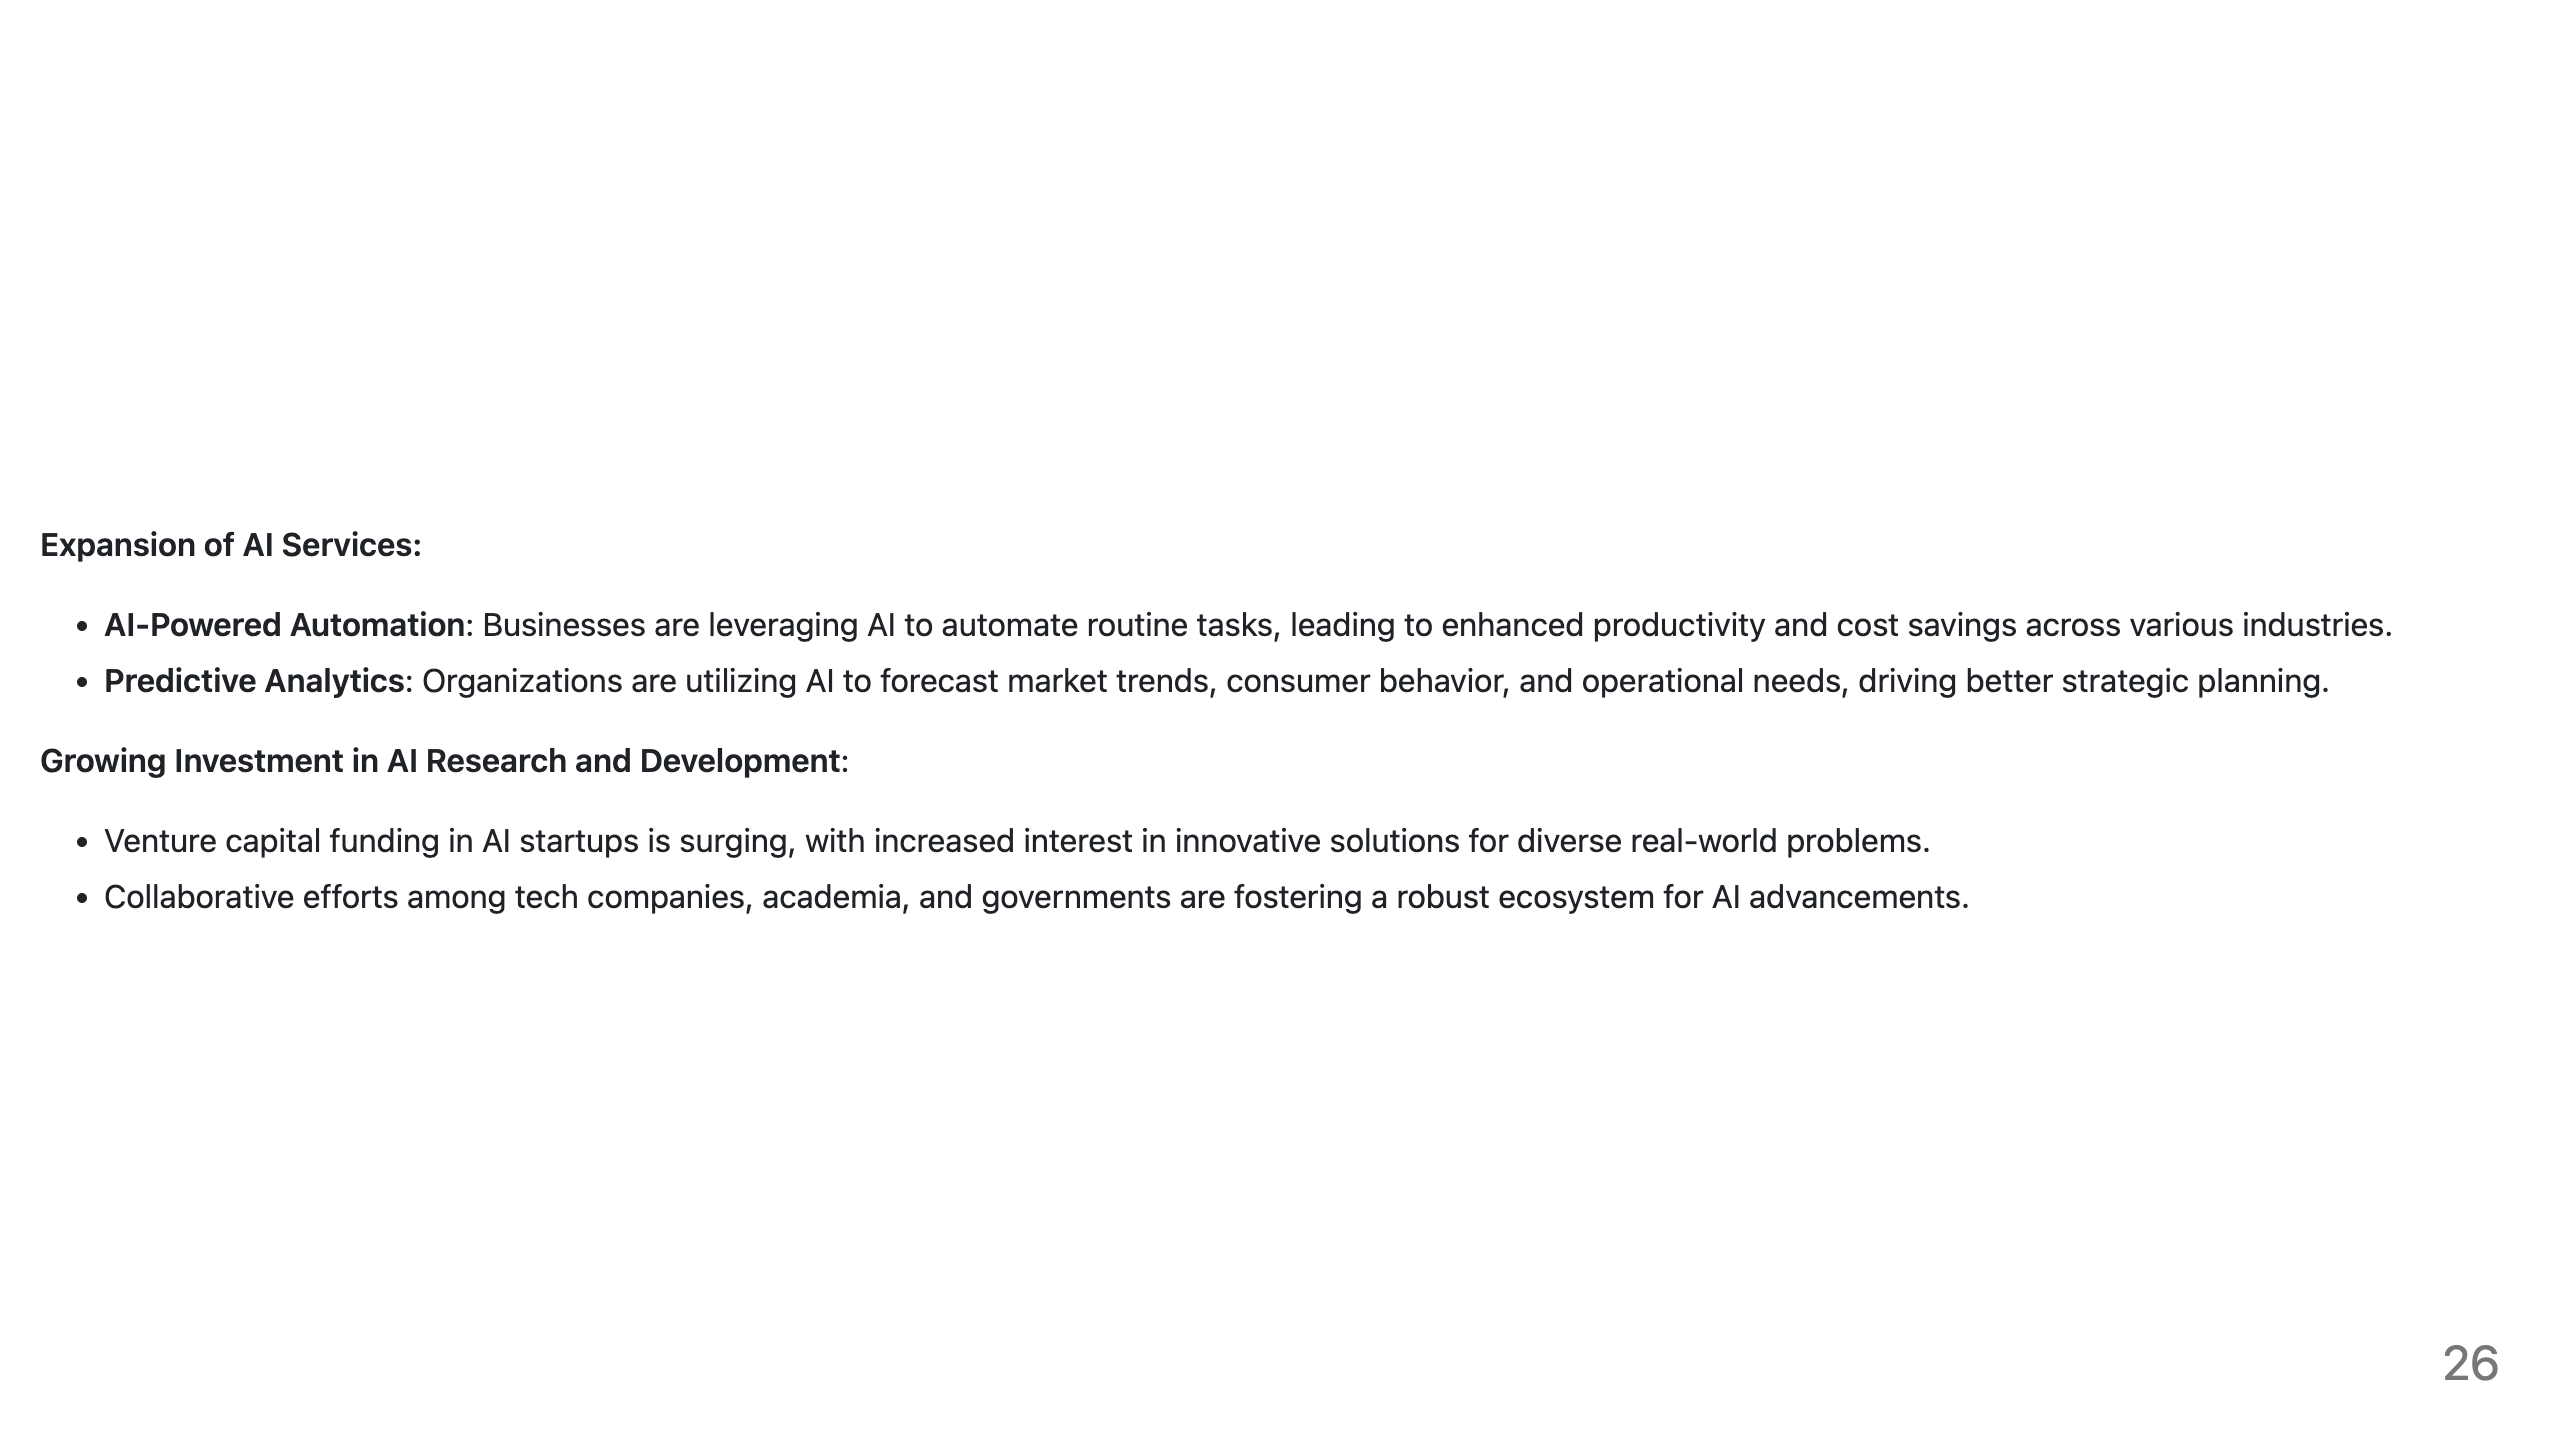 Expansion of AI Services:
• AI-Powered Automation: Businesses are leveraging AI to automate routine tasks, leading to enhanced productivity and cost savings across various industries.
• Predictive Analytics: Organizations are utilizing AI to forecast market trends, consumer behavior, and operational needs, driving better strategic planning.
Growing Investment in AI Research and Development:
• Venture capital funding in AI startups is surging, with increased interest in innovative solutions for diverse real-world problems.
• Collaborative efforts among tech companies, academia, and governments are fostering a robust ecosystem for AI advancements.
26